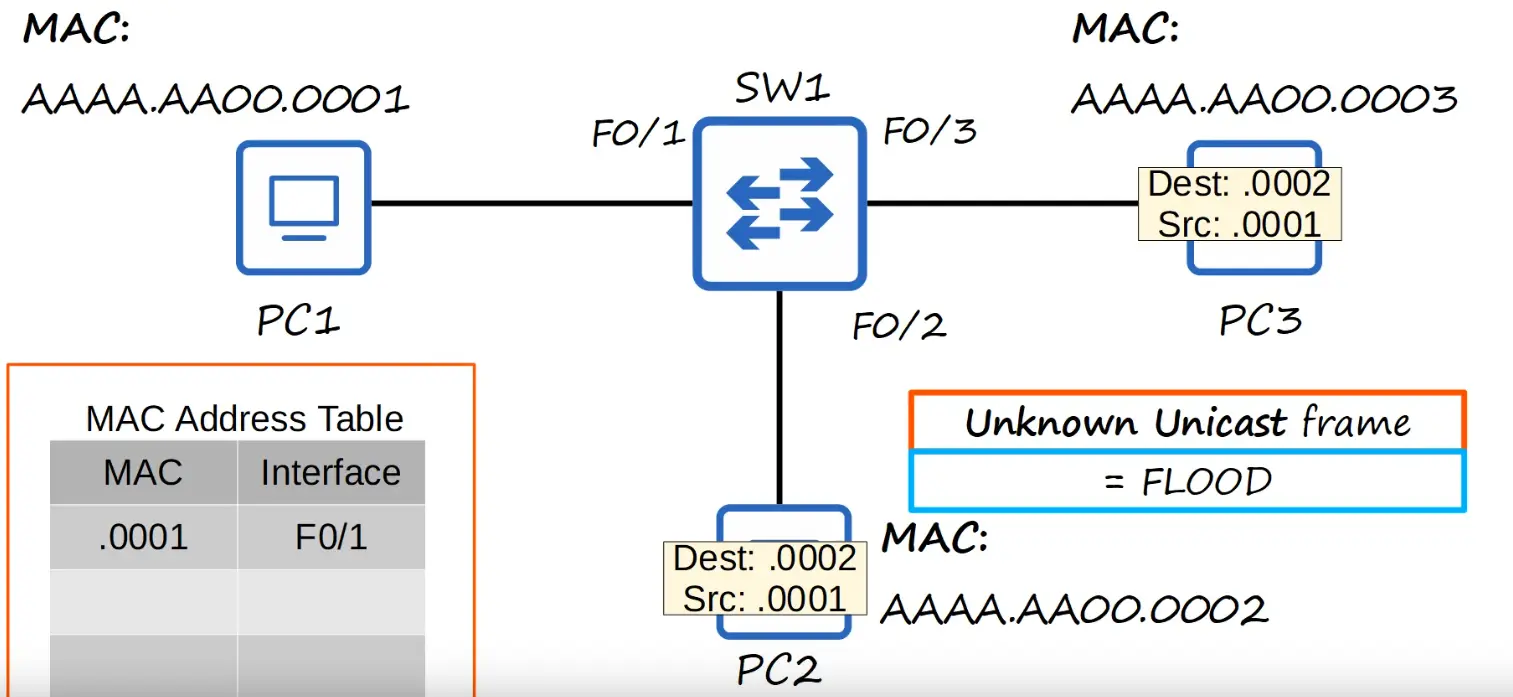 MAC:
AAAA.AA00.0001
PC1
SW1
F0/1
F0/3
F0/2
MAC:
AAAA.AA00.0003
Dest: .0002
Src: .0001
PC3
MAC Address Table
MAC Interface
.0001 F0/1
Unknown Unicast frame
= FLOOD
Dest: .0002
Src: .0001
MAC:
AAAA.AA00.0002
PC2